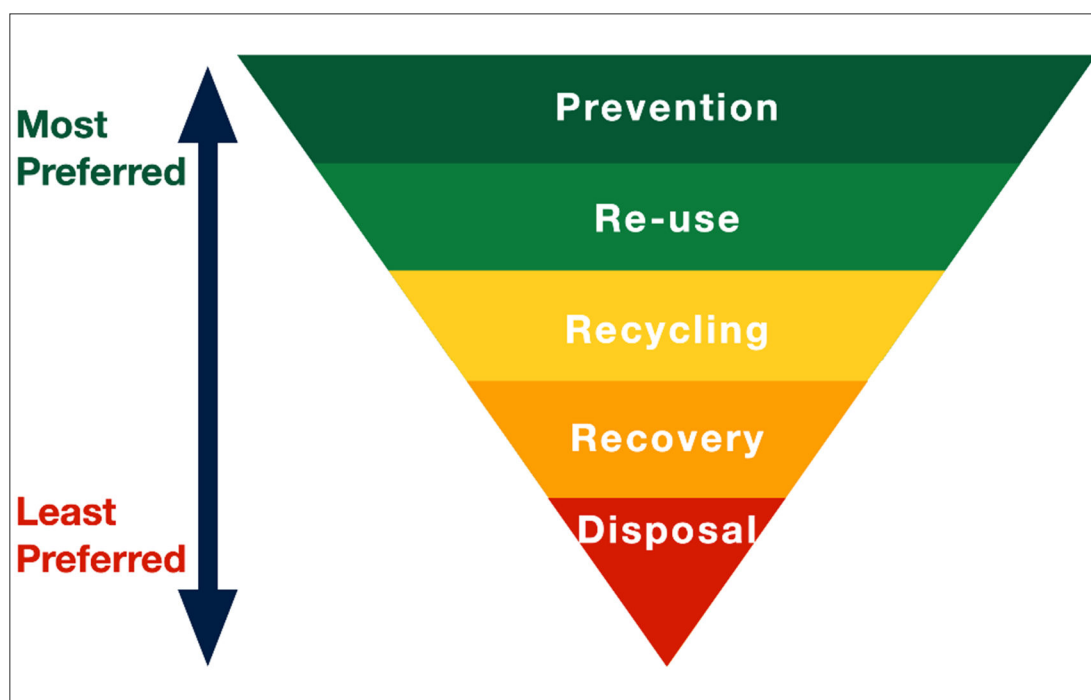 Most
Preferred
Prevention
Re-use
Recycling
Recovery
Disposal
Least
Preferred